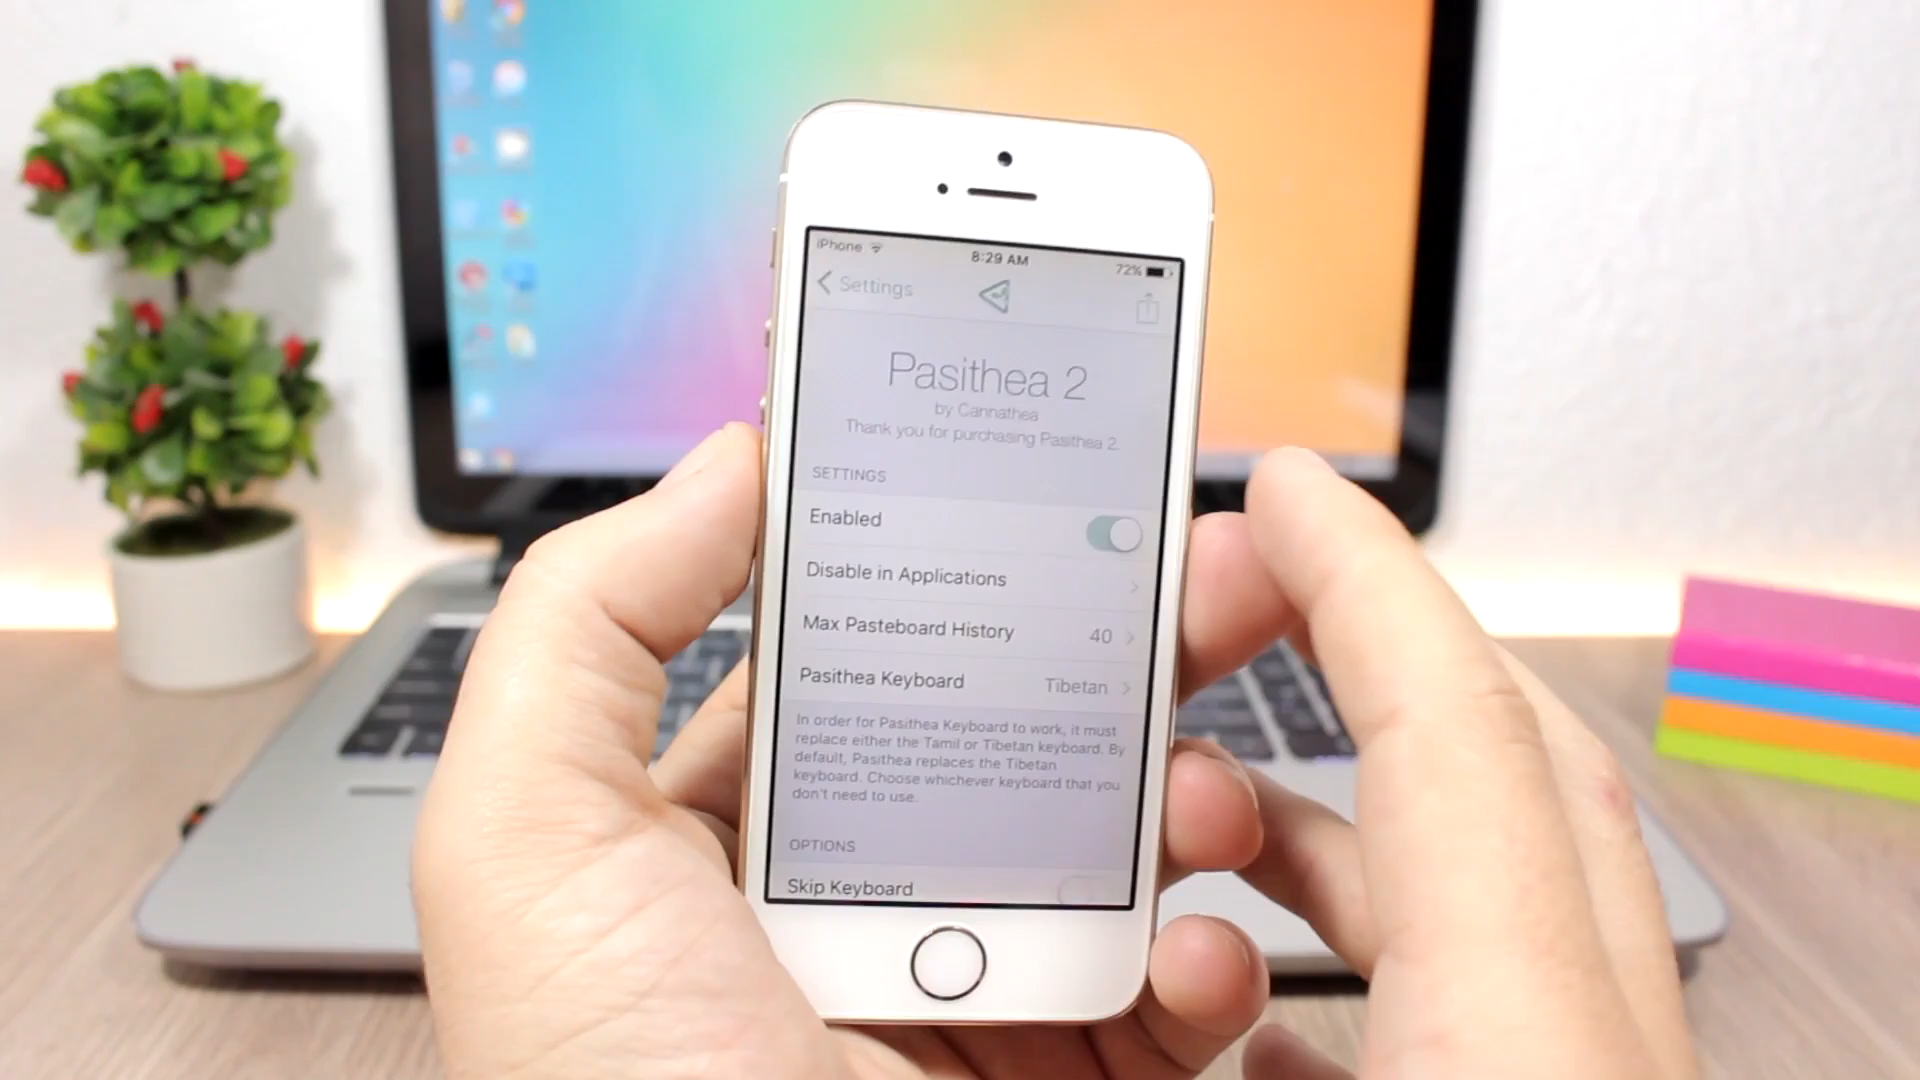 iPhone
8:29 AM
72%
Settings
Pasithea 2
by Cannathea
Thank you for purchasing Pasithea 2.
SETTINGS
Enabled
Disable in Applications
Max Pasteboard History 40
Pasithea Keyboard Tibetan
In order for Pasithea Keyboard to work, it must
replace either the Tamil or Tibetan keyboard. By
default, Pasithea replaces the Tibetan
keyboard. Choose whichever keyboard that you
don't need to use.
OPTIONS
Skip Keyboard